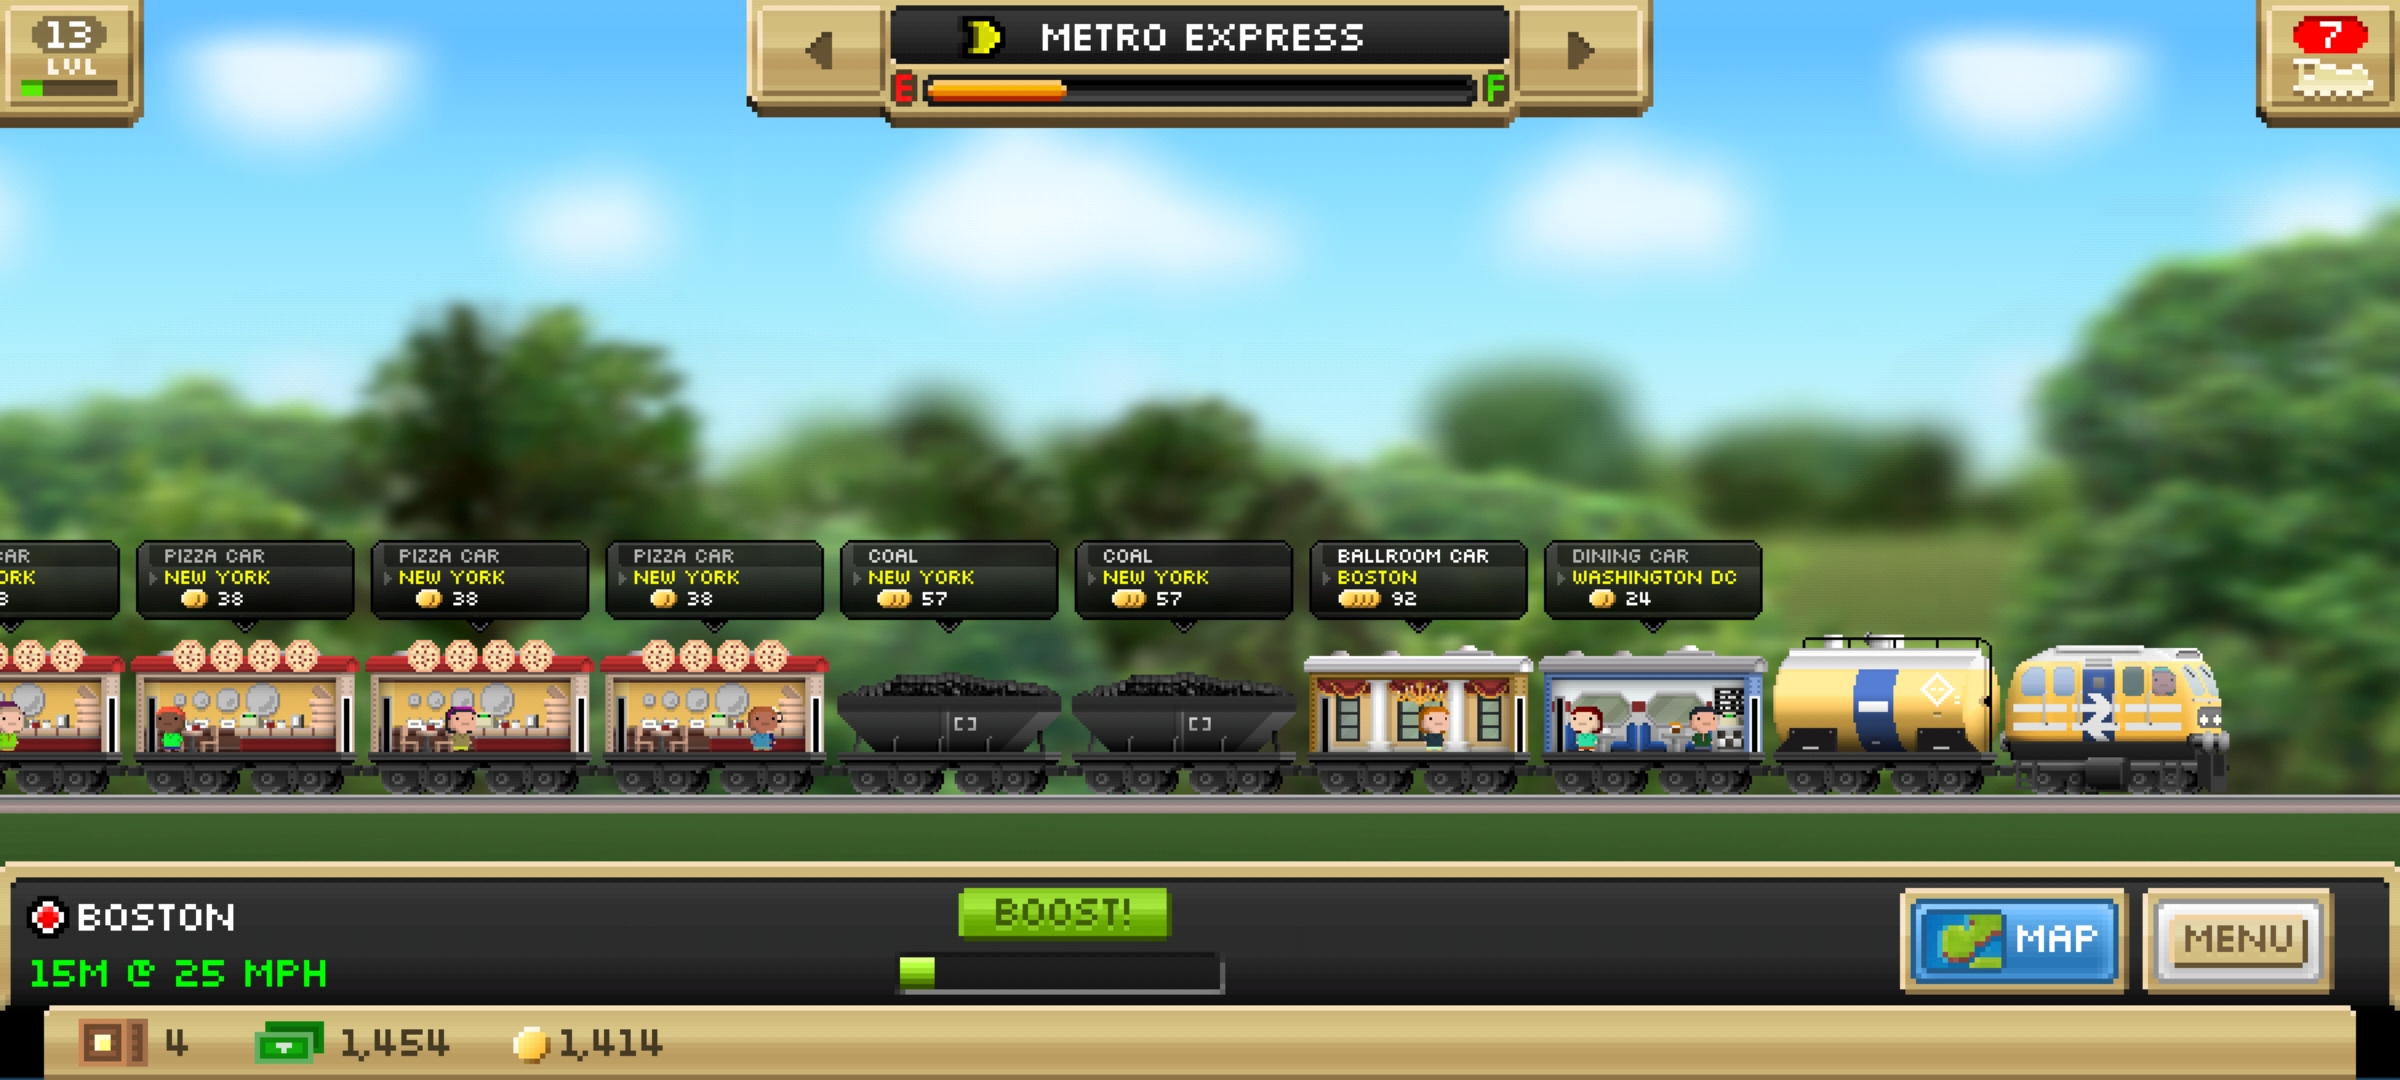 13
LVL
METRO EXPRESS
E
F
7
AR
ORK
PIZZA CAR
NEW YORK
38
PIZZA CAR
NEW YORK
38
PIZZA CAR
NEW YORK
38
COAL
NEW YORK
57
COAL
NEW YORK
57
BALLROOM CAR
BOSTON
92
DINING CAR
WASHINGTON DC
24
BOSTON
15M @ 25 MPH
BOOST!
MAP
MENU
4
1,454
1,414